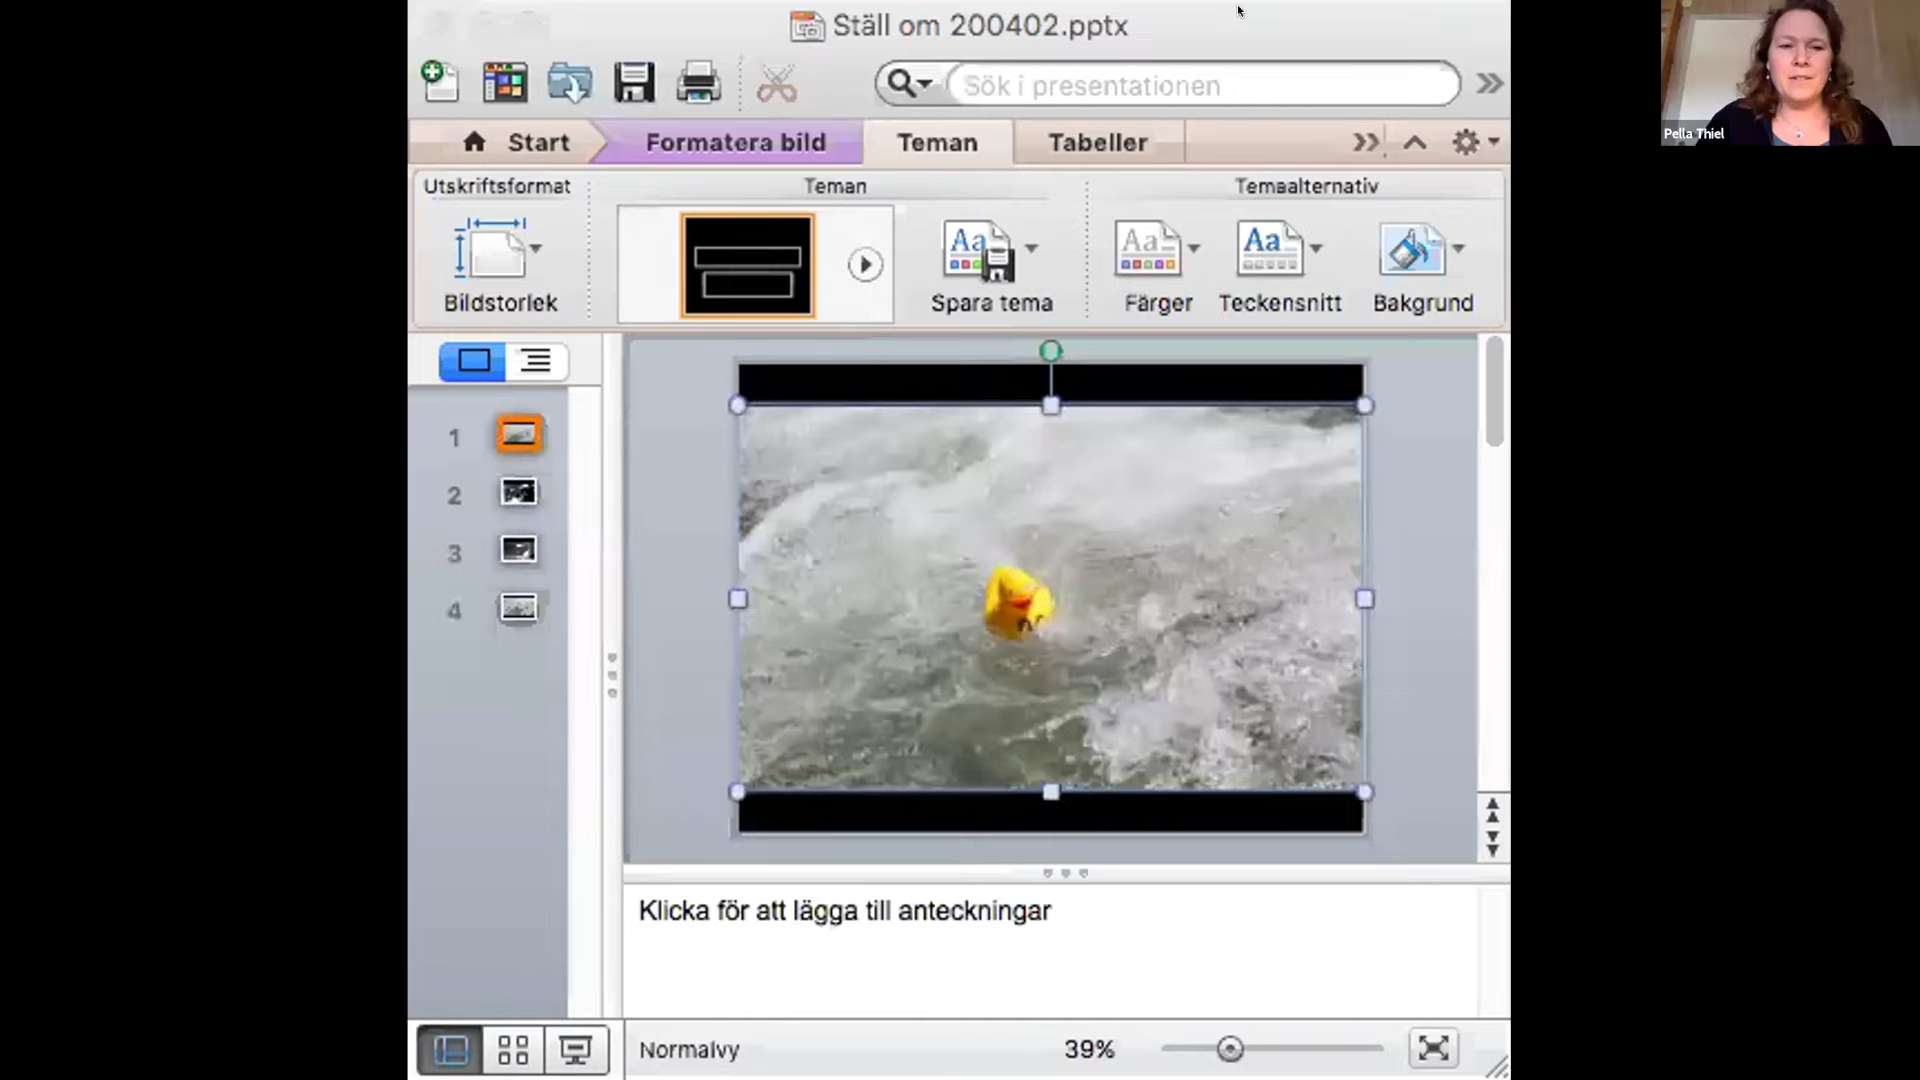 Ställ om 200402.pptx
Sök i presentationen
Start
Formatera bild
Teman
Tabeller
Utskriftsformat
Teman
Temaalternativ
Aa
Aa
Aa
Bildstorlek
Spara tema
Färger
Teckensnitt
Bakgrund
1
2
3
4
Klicka för att lägga till anteckningar
Normalvy
39%
Pella Thiel